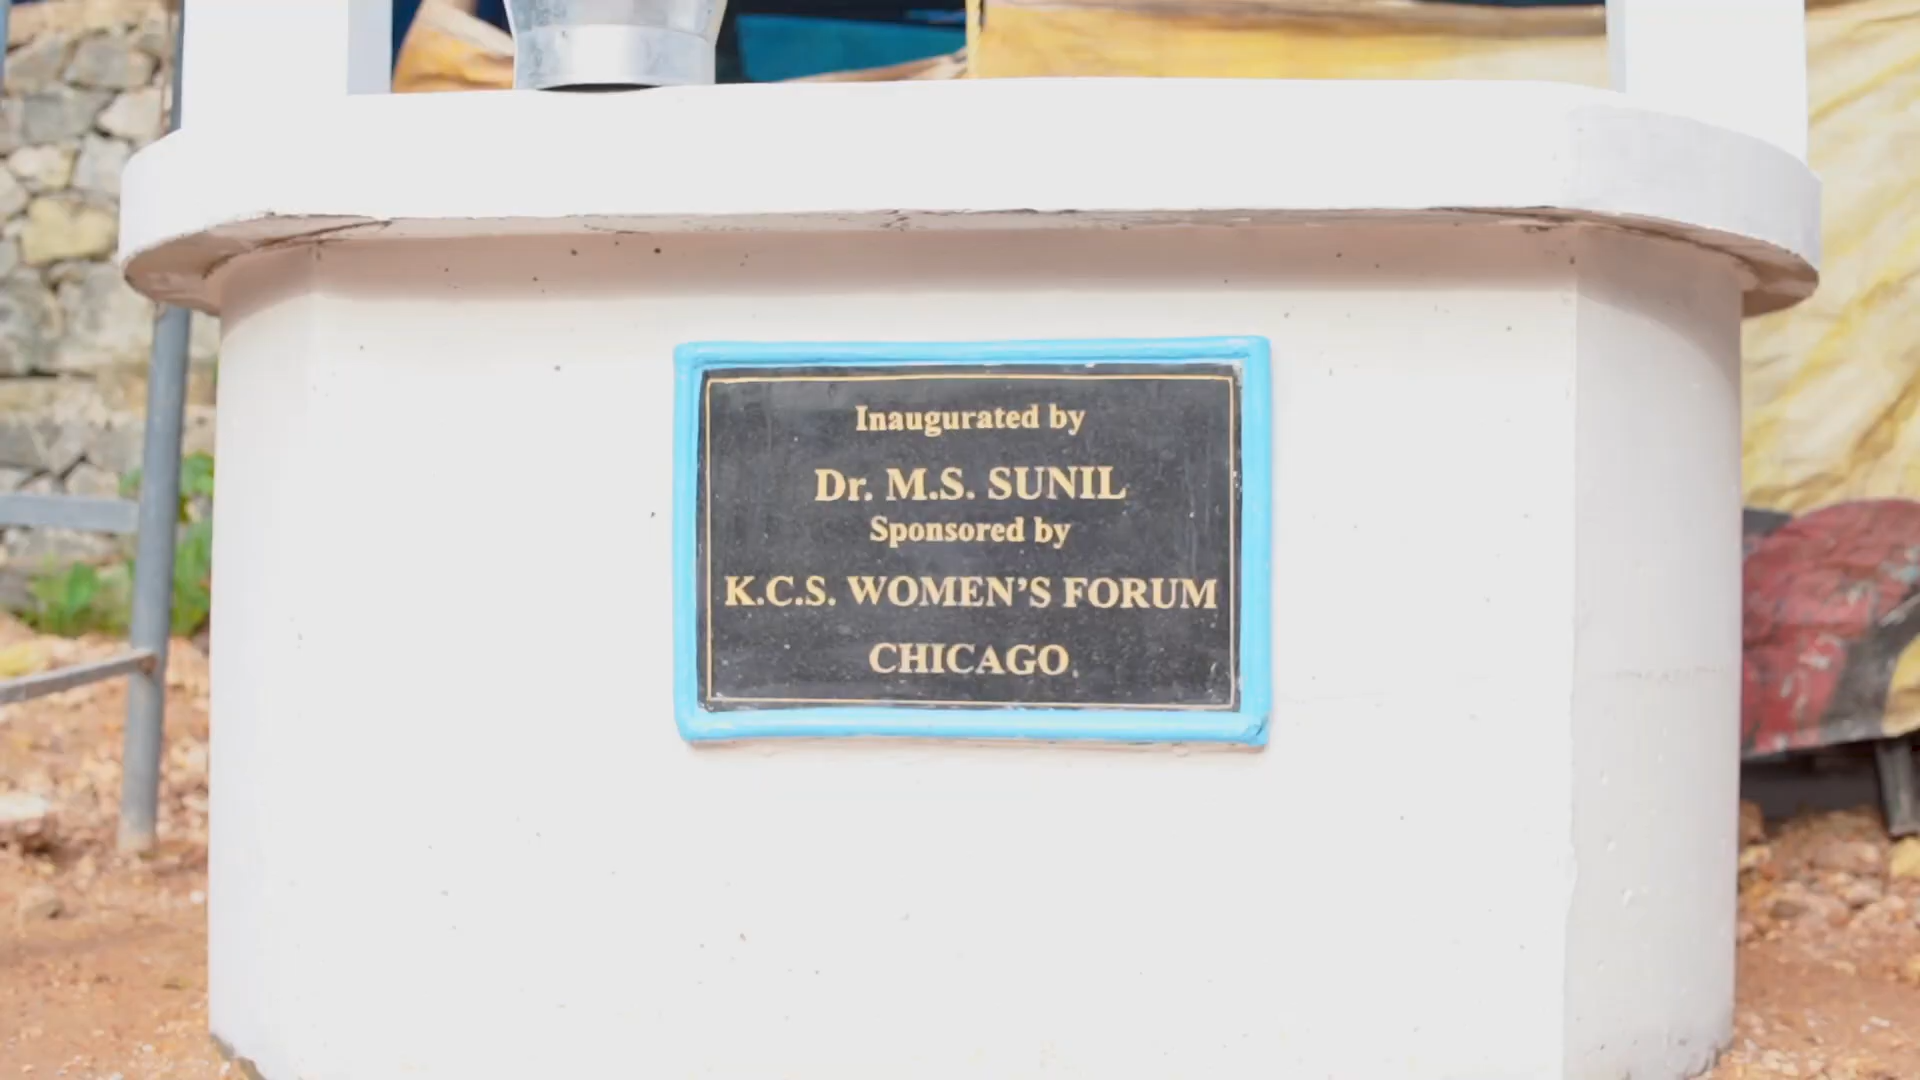 Inaugurated by
Dr. M.S. SUNIL
Sponsored by
K.C.S. WOMEN'S FORUM
CHICAGO